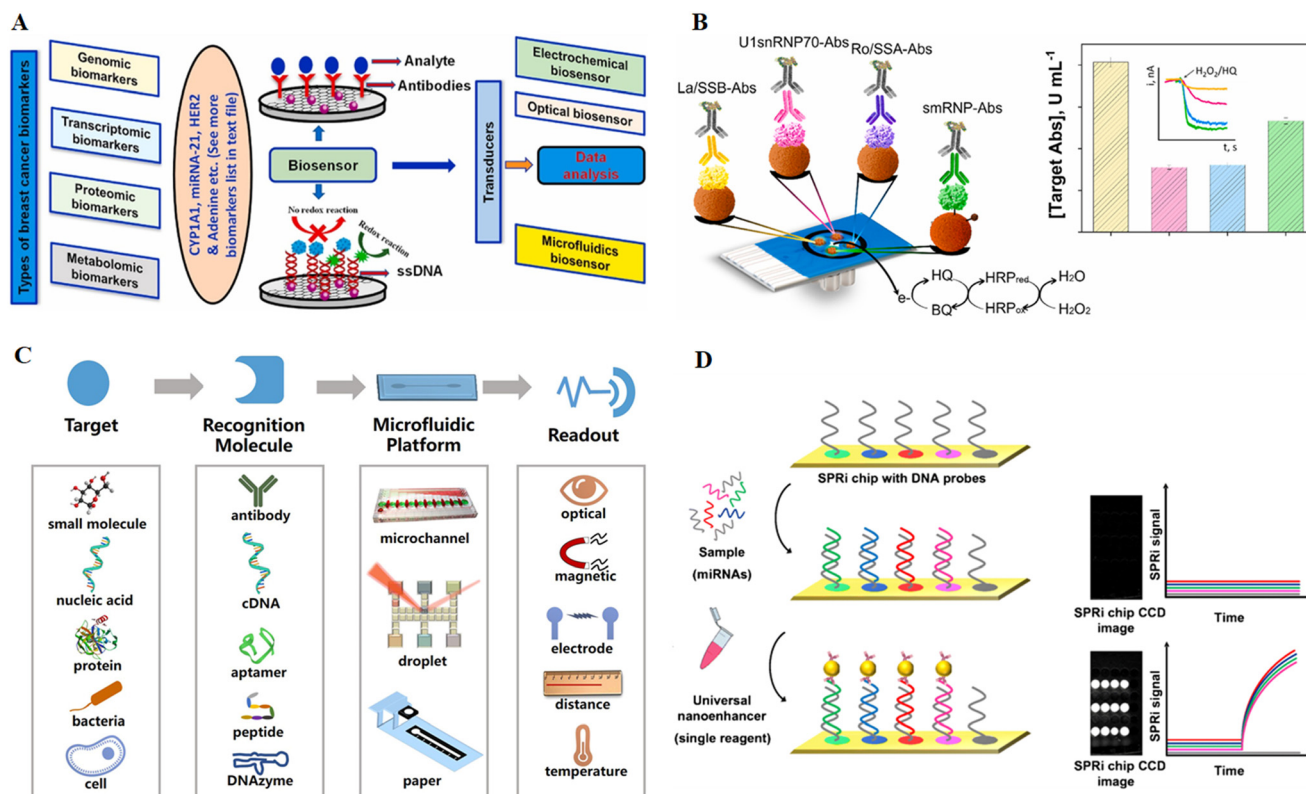 A
Types of breast cancer biomarkers
Genomic
biomarkers
Transcriptomic
biomarkers
Proteomic
biomarkers
Metabolomic
biomarkers
CYP1A1, miRNA-21, HER2
& Adenine etc. (See more
biomarkers list in text file)
Analyte
Antibodies
Biosensor
No redox reaction
Redox reaction
ssDNA
Transducers
Electrochemical
biosensor
Optical biosensor
Data
analysis
Microfluidics
biosensor
B
La/SSB-Abs
U1snRNP70-Abs
Ro/SSA-Abs
smRNP-Abs
e-
HQ
BQ
HRPred
HRPox
H2O
H2O2
[Target Abs], U mL-1
i, nA
H2O2/HQ
t, s
C
Target
Recognition
Molecule
Microfluidic
Platform
Readout
small molecule
nucleic acid
protein
bacteria
cell
antibody
cDNA
aptamer
peptide
DNAzyme
microchannel
droplet
paper
optical
magnetic
electrode
distance
temperature
D
SPRi chip with DNA probes
Sample
(miRNAs)
Universal
nanoenhancer
(single reagent)
SPRi chip CCD
image
SPRi signal
Time
SPRi chip CCD
image
SPRi signal
Time